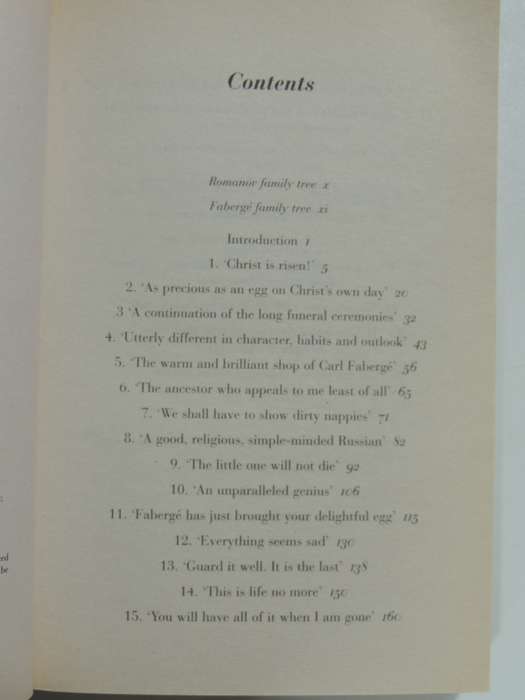 Contents
Romanov family tree x
Fabergé family tree xi
Introduction 1
1. 'Christ is risen!' 5
2. 'As precious as an egg on Christ's own day' 20
3 'A continuation of the long funeral ceremonies' 32
4. 'Utterly different in character, habits and outlook' 43
5. 'The warm and brilliant shop of Carl Fabergé' 56
6. 'The ancestor who appeals to me least of all' 65
7. 'We shall have to show dirty nappies' 71
8. 'A good, religious, simple-minded Russian' 82
9. 'The little one will not die' 92
10. 'An unparalleled genius' 106
11. 'Fabergé has just brought your delightful egg' 115
12. 'Everything seems sad' 130
13. 'Guard it well. It is the last' 138
14. 'This is life no more' 150
15. 'You will have all of it when I am gone' 160
be